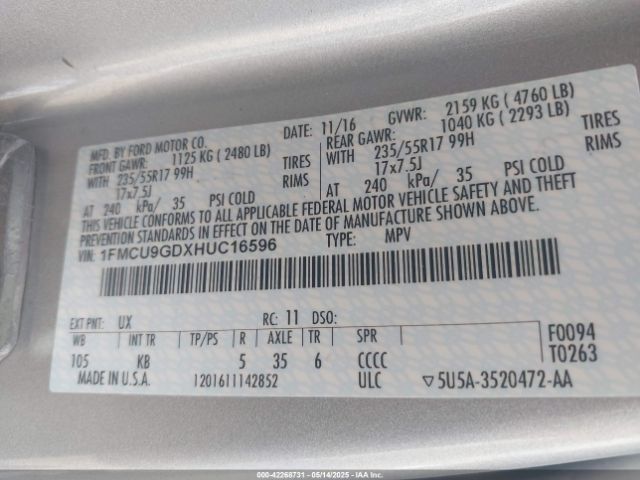 MFD. BY FORD MOTOR CO.
DATE: 11/16
GVWR: 2159 KG ( 4760 LB)
FRONT GAWR: 1125 KG ( 2480 LB)
REAR GAWR: 1040 KG ( 2293 LB)
WITH 235/55R17 99H TIRES
WITH 235/55R17 99H TIRES
17x7.5J RIMS
17x7.5J RIMS
AT 240 kPa/ 35 PSI COLD
AT 240 kPa/ 35 PSI COLD
THIS VEHICLE CONFORMS TO ALL APPLICABLE FEDERAL MOTOR VEHICLE SAFETY AND THEFT
PREVENTION STANDARDS IN EFFECT ON THE DATE OF MANUFACTURE SHOWN ABOVE.
VIN: 1FMCU9GDXHUC16596 TYPE: MPV
EXT PNT: UX RC: 11 DSO:
WB INT TR TP/PS R AXLE TR SPR F0094
105 KB 5 35 6 CCCC T0263
MADE IN U.S.A. 1201611142852 ULC ▽5U5A-3520472-AA
000-42268731 - 05/14/2025 - IAAI.COM